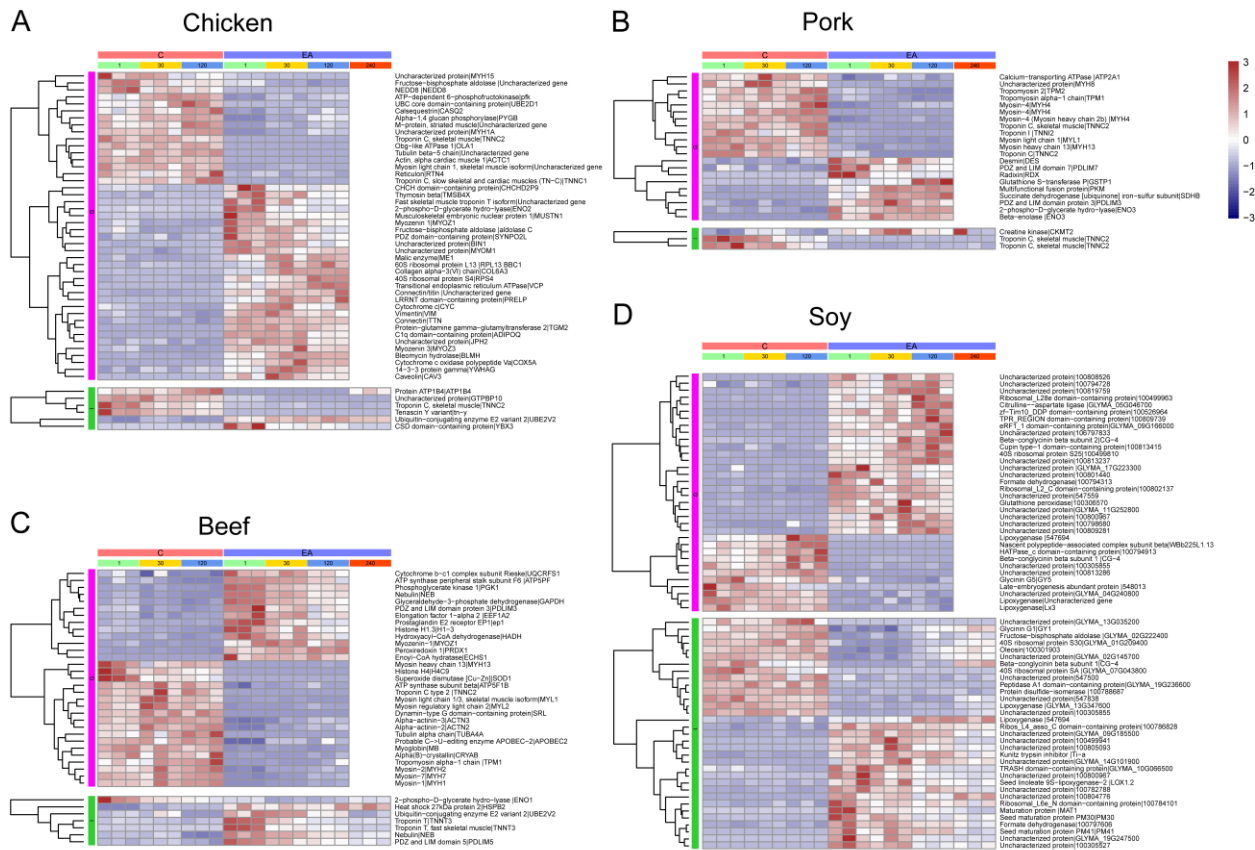 A
Chicken
C
EA
1
30
120
1
30
120
240
Uncharacterized protein|MYH15
Fructose-bisphosphate aldolase |Uncharacterized gene
NEDD8 |NEDD8
ATP-dependent 6-phosphofructokinase|pfk
UBC core domain-containing protein|UBE2D1
Calsequestrin|CASQ2
Alpha-1,4 glucan phosphorylase|PYGB
M-protein, striated muscle|Uncharacterized gene
Uncharacterized protein|MYH1A
Troponin C, skeletal muscle|TNNC2
Obg-like ATPase 1|OLA1
Tubulin beta-5 chain|Uncharacterized gene
Actin, alpha cardiac muscle 1|ACTC1
Myosin light chain 1, skeletal muscle isoform|Uncharacterized gene
Reticulon|RTN4
Troponin C, slow skeletal and cardiac muscles (TN-C)|TNNC1
CHCH domain-containing protein|CHCHD2P9
Thymosin beta|TMSB4X
Fast skeletal muscle troponin T isoform|Uncharacterized gene
2-phospho-D-glycerate hydro-lyase|ENO2
Musculoskeletal embryonic nuclear protein 1|MUSTN1
Myozenin 1|MYOZ1
Fructose-bisphosphate aldolase |aldolase C
PDZ domain-containing protein|SYNPO2L
Uncharacterized protein|BIN1
Uncharacterized protein|MYOM1
Malic enzyme|ME1
60S ribosomal protein L13 |RPL13 BBC1
Collagen alpha-3(VI) chain|COL6A3
40S ribosomal protein S4|RPS4
Transitional endoplasmic reticulum ATPase|VCP
Connectin/titin |Uncharacterized gene
LRRNT domain-containing protein|PRELP
Cytochrome c|CYC
Vimentin|VIM
Connectin|TTN
Protein-glutamine gamma-glutamyltransferase 2|TGM2
C1q domain-containing protein|ADIPOQ
Uncharacterized protein|JPH2
Myozenin 3|MYOZ3
Bleomycin hydrolase|BLMH
Cytochrome c oxidase polypeptide Va|COX5A
14-3-3 protein gamma|YWHAG
Caveolin|CAV3
Protein ATP1B4|ATP1B4
Uncharacterized protein|GTPBP10
Troponin C, skeletal muscle|TNNC2
Tenascin Y variant|tn-y
Ubiquitin-conjugating enzyme E2 variant 2|UBE2V2
CSD domain-containing protein|YBX3
B
Pork
C
EA
1
30
120
1
30
120
240
Calcium-transporting ATPase |ATP2A1
Uncharacterized protein|MYH8
Tropomyosin 2|TPM2
Tropomyosin alpha-1 chain|TPM1
Myosin-4|MYH4
Myosin-4|MYH4
Myosin-4 (Myosin heavy chain 2b) |MYH4
Troponin C, skeletal muscle|TNNC2
Troponin I |TNNI2
Myosin light chain 1|MYL1
Myosin heavy chain 13|MYH13
Troponin C|TNNC2
Desmin|DES
PDZ and LIM domain 7|PDLIM7
Radixin|RDX
Glutathione S-transferase P|GSTP1
Multifunctional fusion protein|PKM
Succinate dehydrogenase [ubiquinone] iron-sulfur subunit|SDHB
PDZ and LIM domain protein 3|PDLIM3
2-phospho-D-glycerate hydro-lyase|ENO3
Beta-enolase |ENO3
Creatine kinase|CKMT2
Troponin C, skeletal muscle|TNNC2
Troponin C, skeletal muscle|TNNC2
3
2
1
0
−1
−2
−3
C
Beef
C
EA
1
30
120
1
30
120
240
Cytochrome b-c1 complex subunit Rieske|UQCRFS1
ATP synthase peripheral stalk subunit F6 |ATP5PF
Phosphoglycerate kinase 1|PGK1
Nebulin|NEB
Glyceraldehyde-3-phosphate dehydrogenase|GAPDH
PDZ and LIM domain protein 3|PDLIM3
Elongation factor 1-alpha 2 |EEF1A2
Prostaglandin E2 receptor EP1|ep1
Histone H1.3|H1-3
Hydroxyacyl-CoA dehydrogenase|HADH
Myozenin-1|MYOZ1
Peroxiredoxin 1|PRDX1
Enoyl-CoA hydratase|ECHS1
Myosin heavy chain 13|MYH13
Histone H4|H4C9
Superoxide dismutase [Cu-Zn]|SOD1
ATP synthase subunit beta|ATP5F1B
Troponin C type 2 |TNNC2
Myosin light chain 1/3, skeletal muscle isoform|MYL1
Myosin regulatory light chain 2|MYL2
Dynamin-type G domain-containing protein|SRL
Alpha-actinin-3|ACTN3
Alpha-actinin-2|ACTN2
Tubulin alpha chain|TUBA4A
Probable C->U-editing enzyme APOBEC-2|APOBEC2
Myoglobin|MB
Alpha(B)-crystallin|CRYAB
Tropomyosin alpha-1 chain |TPM1
Myosin-2|MYH2
Myosin-7|MYH7
Myosin-1|MYH1
2-phospho-D-glycerate hydro-lyase |ENO1
Heat shock 27kDa protein 2|HSPB2
Ubiquitin-conjugating enzyme E2 variant 2|UBE2V2
Troponin T|TNNT3
Troponin T, fast skeletal muscle|TNNT3
Nebulin|NEB
PDZ and LIM domain 5|PDLIM5
D
Soy
C
EA
1
30
120
1
30
120
240
Uncharacterized protein|100808526
Uncharacterized protein|100794728
Uncharacterized protein|100819759
Ribosomal_L28e domain-containing protein|100499963
Citrulline--aspartate ligase |GLYMA_05G046700
zf-Tim10_DDP domain-containing protein|100526964
TPR_REGION domain-containing protein|100809739
eRF1_1 domain-containing protein|GLYMA_09G166000
Uncharacterized protein|106797833
Beta-conglycinin beta subunit 2|CG-4
Cupin type-1 domain-containing protein|100813415
40S ribosomal protein S25|100499810
Uncharacterized protein|100813237
Uncharacterized protein |GLYMA_17G223300
Uncharacterized protein|100801440
Formate dehydrogenase|100794313
Ribosomal_L2_C domain-containing protein|100802137
Uncharacterized protein|547559
Glutathione peroxidase|100306570
Uncharacterized protein|GLYMA_11G252800
Uncharacterized protein|100800967
Uncharacterized protein|100798680
Uncharacterized protein|100809281
Lipoxygenase|547694
Nascent polypeptide-associated complex subunit beta|WBb225L1.13
HATPase_c domain-containing protein|100794913
Beta-conglycinin beta subunit 1|CG-4
Uncharacterized protein|100305855
Uncharacterized protein|100813286
Glycinin G5|GY5
Late-embryogenesis abundant protein|548013
Uncharacterized protein|GLYMA_04G240800
Lipoxygenase|Uncharacterized gene
Lipoxygenase|Lx3
Uncharacterized protein|GLYMA_13G035200
Glycinin G1|GY1
Fructose-bisphosphate aldolase |GLYMA_02G222400
40S ribosomal protein S30|GLYMA_01G209400
Oleosin|100301903
Uncharacterized protein|GLYMA_02G145700
Beta-conglycinin beta subunit 1|CG-4
40S ribosomal protein SA|GLYMA_07G043800
Uncharacterized protein|547500
Peptidase A1 domain-containing protein|GLYMA_19G236600
Protein disulfide-isomerase |100788687
Uncharacterized protein|547838
Lipoxygenase |GLYMA_13G347600
Uncharacterized protein|100305855
Lipoxygenase |547694
Ribos_L4_asso_C domain-containing protein|100786828
Uncharacterized protein|GLYMA_09G185500
Uncharacterized protein|100499941
Uncharacterized protein|100805093
Kunitz trypsin inhibitor |Ti-a
Uncharacterized protein|GLYMA_14G101900
TRASH domain-containing protein|GLYMA_10G066500
Uncharacterized protein|100800967
Seed linoleate 9S-lipoxygenase-2 |LOX1.2
Uncharacterized protein|100782788
Uncharacterized protein|100804776
Ribosomal_L6e_N domain-containing protein|100784101
Maturation protein|MAT1
Seed maturation protein PM30|PM30
Formate dehydrogenase|100797606
Seed maturation protein PM41|PM41
Uncharacterized protein|GLYMA_19G247500
Uncharacterized protein|100305527